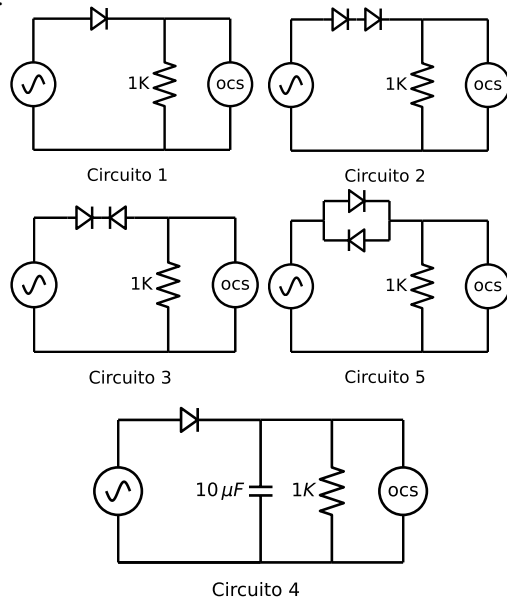 1K
ocs
1K
ocs
Circuito 1
Circuito 2
1K
ocs
1K
ocs
Circuito 3
Circuito 5
10 μF
1K
ocs
Circuito 4